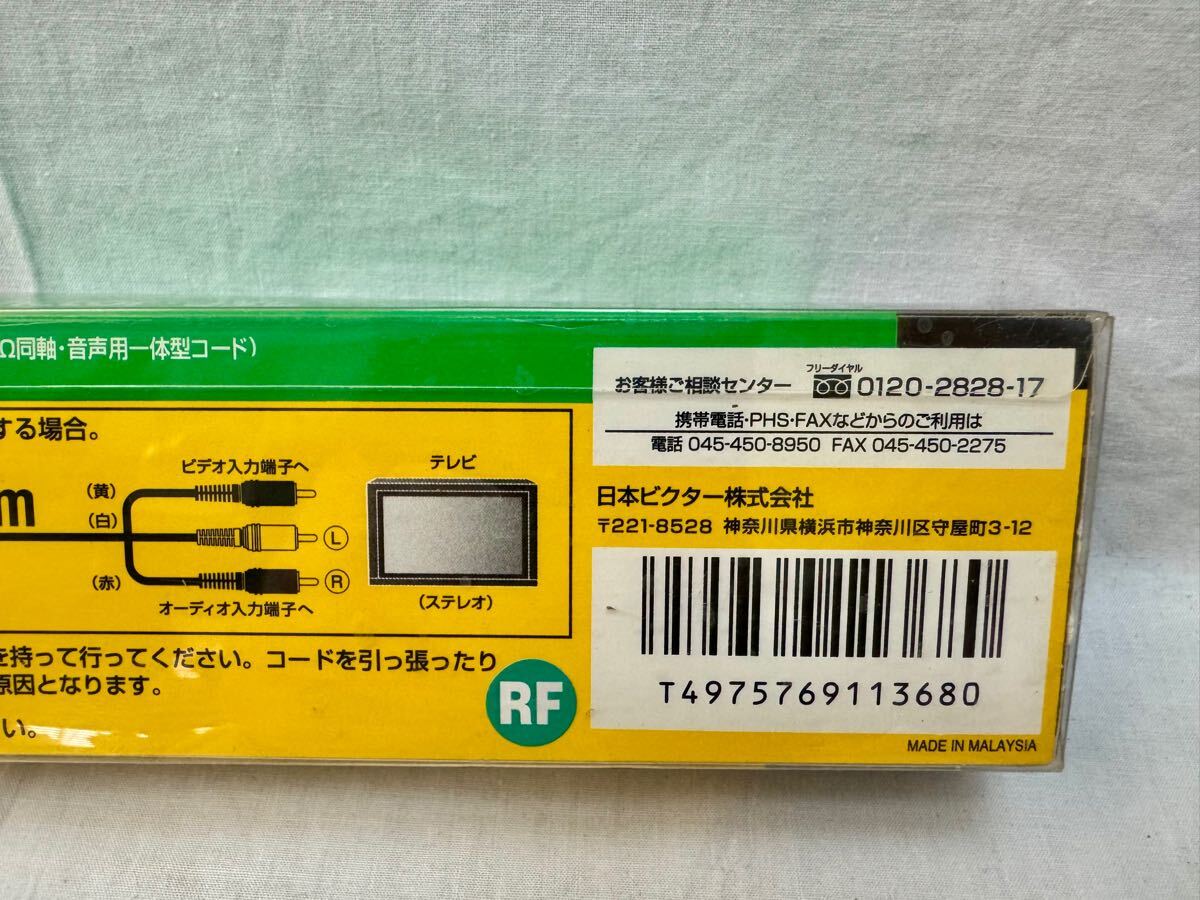 Ω同軸・音声用一体型コード）
する場合。
m
ビデオ入力端子へ
（黄）
（白）
L
（赤）
R
オーディオ入力端子へ
テレビ
（ステレオ）
を持って行ってください。コードを引っ張ったり
原因となります。
い。
RF
お客様ご相談センター フリーダイヤル 0120-2828-17
携帯電話・PHS・FAXなどからのご利用は
電話 045-450-8950 FAX 045-450-2275
日本ビクター株式会社
〒221-8528 神奈川県横浜市神奈川区守屋町3-12
T4975769113680
MADE IN MALAYSIA